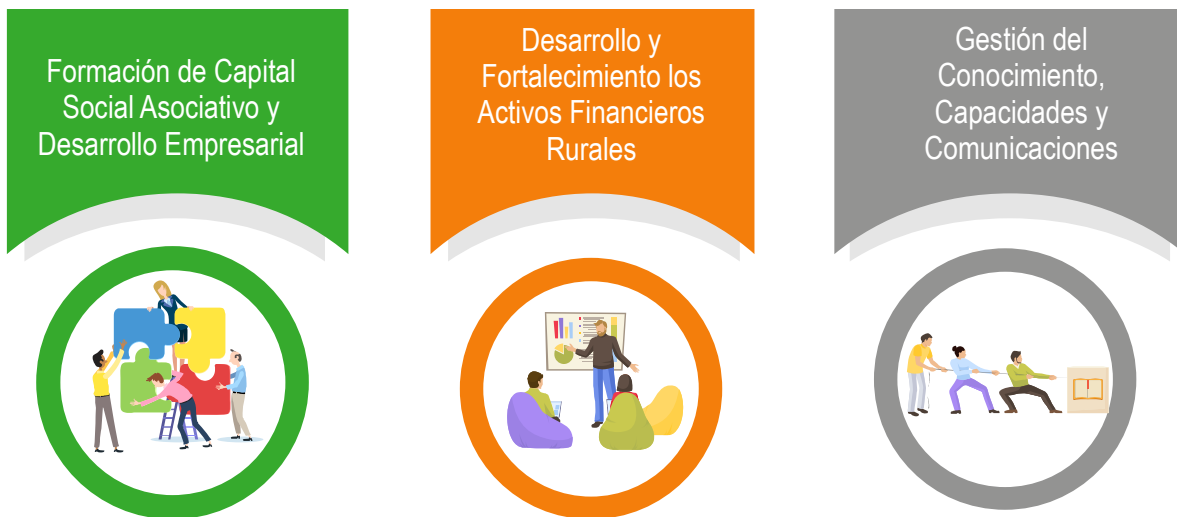 Formación de Capital
Social Asociativo y
Desarrollo Empresarial
Desarrollo y
Fortalecimiento los
Activos Financieros
Rurales
Gestión del
Conocimiento,
Capacidades y
Comunicaciones